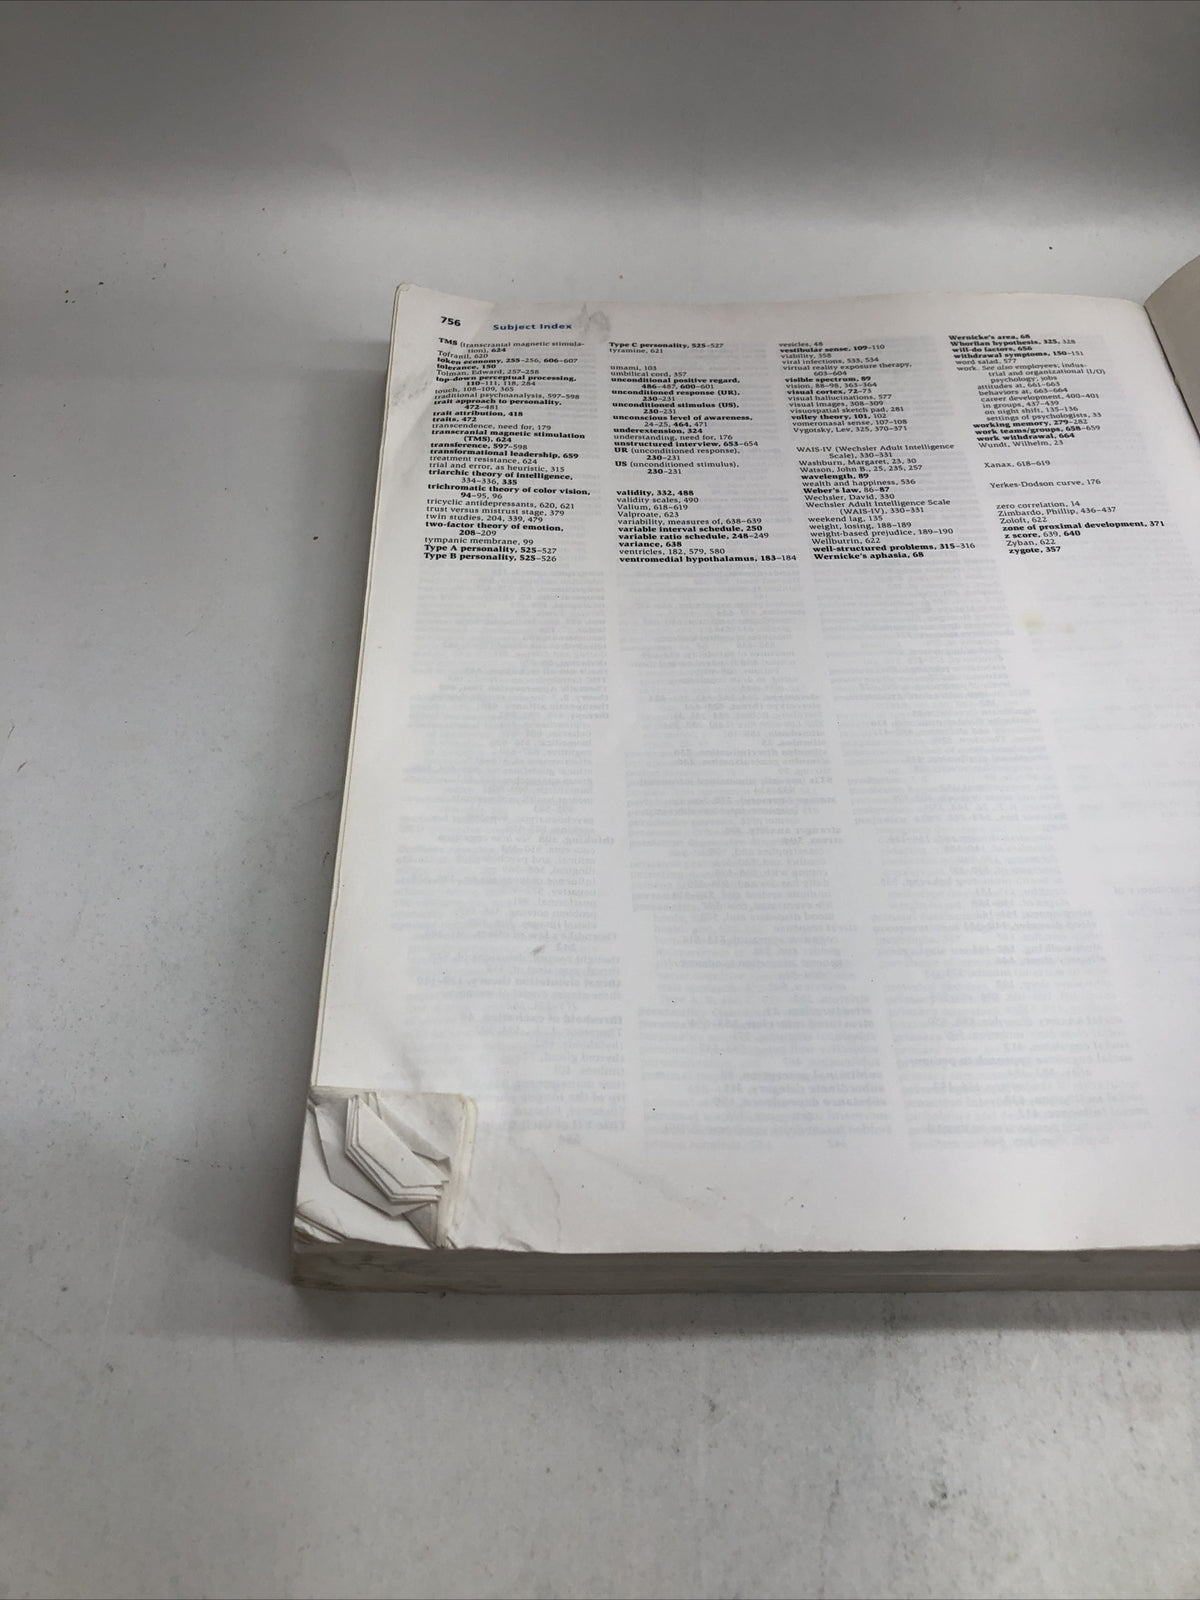 756 Subject Index
TMS (transcranial magnetic stimula-
tion), 624
Tofranil, 620
token economy, 255–256, 606–607
tolerance, 150
Tolman, Edward, 257–258
top-down perceptual processing,
110–111, 118, 284
touch, 108–109, 365
traditional psychoanalysis, 597–598
trait approach to personality,
472–481
trait attribution, 418
traits, 472
transcendence, need for, 179
transcranial magnetic stimulation
(TMS), 624
transference, 597–598
transformational leadership, 659
treatment resistance, 624
trial and error, as heuristic, 315
triarchic theory of intelligence,
334–336, 335
trichromatic theory of color vision,
94–95, 96
tricyclic antidepressants, 620, 621
trust versus mistrust stage, 379
twin studies, 204, 339, 479
two-factor theory of emotion,
208–209
tympanic membrane, 99
Type A personality, 525–527
Type B personality, 525–526
Type C personality, 525–527
tyramine, 621
umami, 103
umbilical cord, 357
unconditional positive regard,
486–487, 600–601
unconditioned response (UR),
230–231
unconditioned stimulus (US),
230–231
unconscious level of awareness,
24–25, 464, 471
underextension, 324
understanding, need for, 176
unstructured interview, 653–654
UR (unconditioned response),
230–231
US (unconditioned stimulus),
230–231
validity, 332, 488
validity scales, 490
Valium, 618–619
Valproate, 623
variability, measures of, 638–639
variable interval schedule, 250
variable ratio schedule, 248–249
variance, 638
ventricles, 182, 579, 580
ventromedial hypothalamus, 183–184
vesicles, 48
vestibular sense, 109–110
viability, 358
viral infections, 533, 534
virtual reality exposure therapy,
603–604
visible spectrum, 89
vision, 88–98, 363–364
visual cortex, 72–73
visual hallucinations, 577
visual images, 308–309
visuospatial sketch pad, 281
volley theory, 101, 102
vomeronasal sense, 107–108
Vygotsky, Lev, 325, 370–371
WAIS-IV (Wechsler Adult Intelligence
Scale), 330–331
Washburn, Margaret, 23, 30
Watson, John B., 25, 235, 257
wavelength, 89
wealth and happiness, 536
Weber's law, 86–87
Wechsler, David, 330
Wechsler Adult Intelligence Scale
(WAIS-IV), 330–331
weekend lag, 135
weight, losing, 188–189
weight-based prejudice, 189–190
Wellbutrin, 622
well-structured problems, 315–316
Wernicke's aphasia, 68
Wernicke's area, 68
Whorfian hypothesis, 325, 328
will-do factors, 656
withdrawal symptoms, 150–151
word salad, 577
work. See also employees; indus-
trial and organizational (I/O)
psychology; jobs
attitudes at, 661–663
behaviors at, 663–664
career development, 400–401
in groups, 437–439
on night shift, 135–136
settings of psychologists, 33
working memory, 279–282
work teams/groups, 658–659
work withdrawal, 664
Wundt, Wilhelm, 23
Xanax, 618–619
Yerkes-Dodson curve, 176
zero correlation, 14
Zimbardo, Phillip, 436–437
Zoloft, 622
zone of proximal development, 371
z score, 639, 640
Zyban, 622
zygote, 357